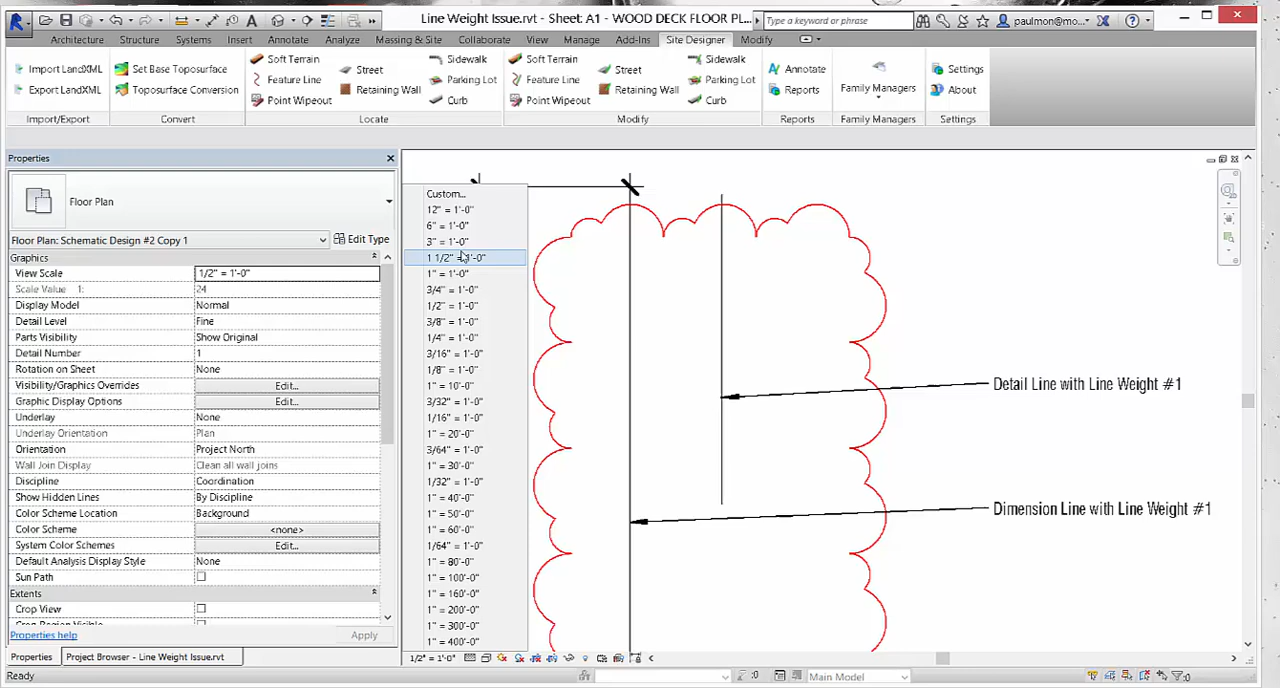 Line Weight Issue.rvt - Sheet: A1 - WOOD DECK FLOOR PL...
Type a keyword or phrase
paulmon@mo...
Architecture Structure Systems Insert Annotate Analyze Massing & Site Collaborate View Manage Add-Ins Site Designer Modify
Import LandXML
Export LandXML
Import/Export
Set Base Toposurface
Toposurface Conversion
Convert
Soft Terrain
Feature Line
Point Wipeout
Street
Retaining Wall
Sidewalk
Parking Lot
Curb
Locate
Soft Terrain
Feature Line
Point Wipeout
Street
Retaining Wall
Sidewalk
Parking Lot
Curb
Modify
Annotate
Reports
Reports
Family Managers
Family Managers
Settings
About
Settings
Properties
Floor Plan
Floor Plan: Schematic Design #2 Copy 1
Edit Type
Graphics
View Scale 1/2" = 1'-0"
Scale Value 1: 24
Display Model Normal
Detail Level Fine
Parts Visibility Show Original
Detail Number 1
Rotation on Sheet None
Visibility/Graphics Overrides Edit...
Graphic Display Options Edit...
Underlay None
Underlay Orientation Plan
Orientation Project North
Wall Join Display Clean all wall joins
Discipline Coordination
Show Hidden Lines By Discipline
Color Scheme Location Background
Color Scheme <none>
System Color Schemes Edit...
Default Analysis Display Style None
Sun Path
Extents
Crop View
Crop Region Visible
Properties help
Apply
Properties
Project Browser - Line Weight Issue.rvt
Ready
Custom...
12" = 1'-0"
6" = 1'-0"
3" = 1'-0"
1 1/2" = 1'-0"
1" = 1'-0"
3/4" = 1'-0"
1/2" = 1'-0"
3/8" = 1'-0"
1/4" = 1'-0"
3/16" = 1'-0"
1/8" = 1'-0"
1" = 10'-0"
3/32" = 1'-0"
1/16" = 1'-0"
1" = 20'-0"
3/64" = 1'-0"
1" = 30'-0"
1/32" = 1'-0"
1" = 40'-0"
1" = 50'-0"
1" = 60'-0"
1/64" = 1'-0"
1" = 80'-0"
1" = 100'-0"
1" = 160'-0"
1" = 200'-0"
1" = 300'-0"
1" = 400'-0"
1/2" = 1'-0"
Detail Line with Line Weight #1
Dimension Line with Line Weight #1
:0
Main Model
:0